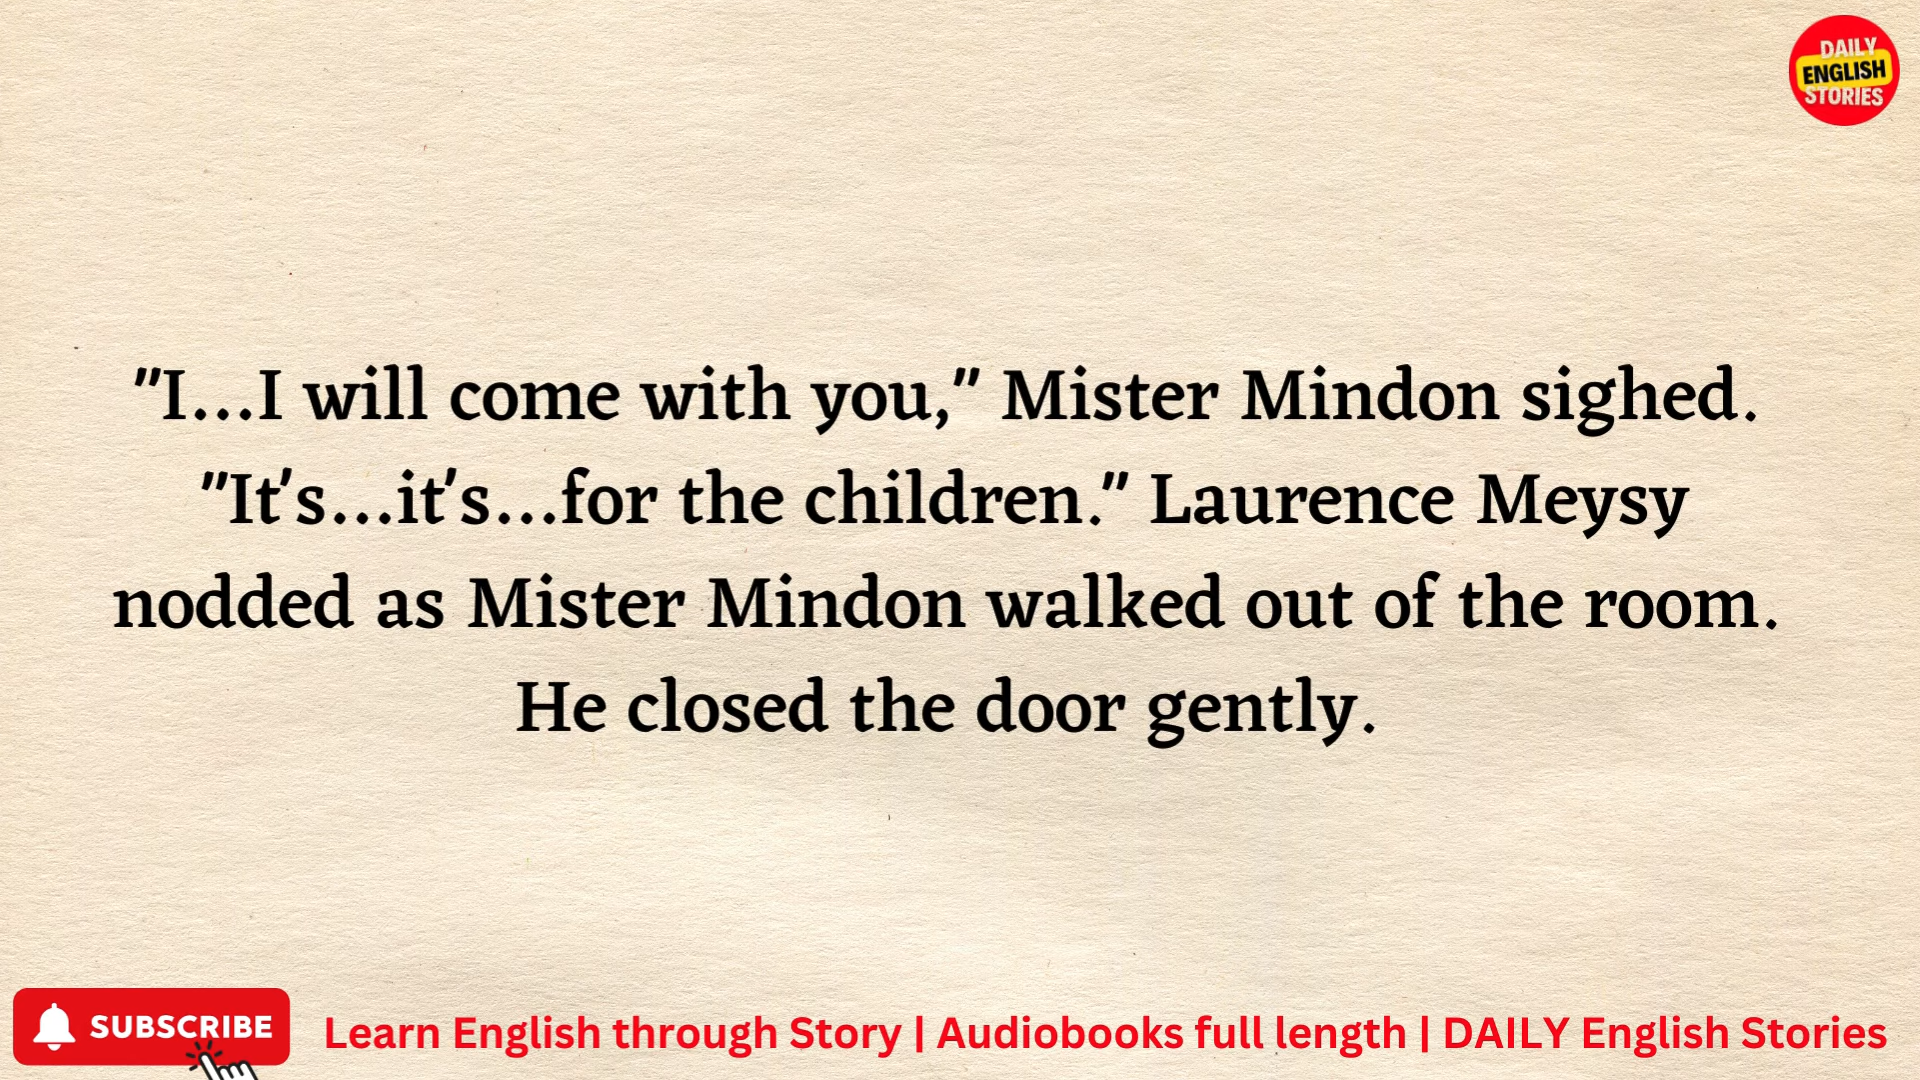 DAILY
ENGLISH
STORIES
"I...I will come with you," Mister Mindon sighed.
"It's...it's...for the children." Laurence Meysy
nodded as Mister Mindon walked out of the room.
He closed the door gently.
SUBSCRIBE
Learn English through Story | Audiobooks full length | DAILY English Stories